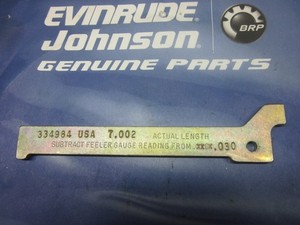 EVINRUDE
Johnson
GENUINE PARTS
BRP
334984 USA 7.002 ACTUAL LENGTH
SUBTRACT FEELER GAUGE READING FROM .030